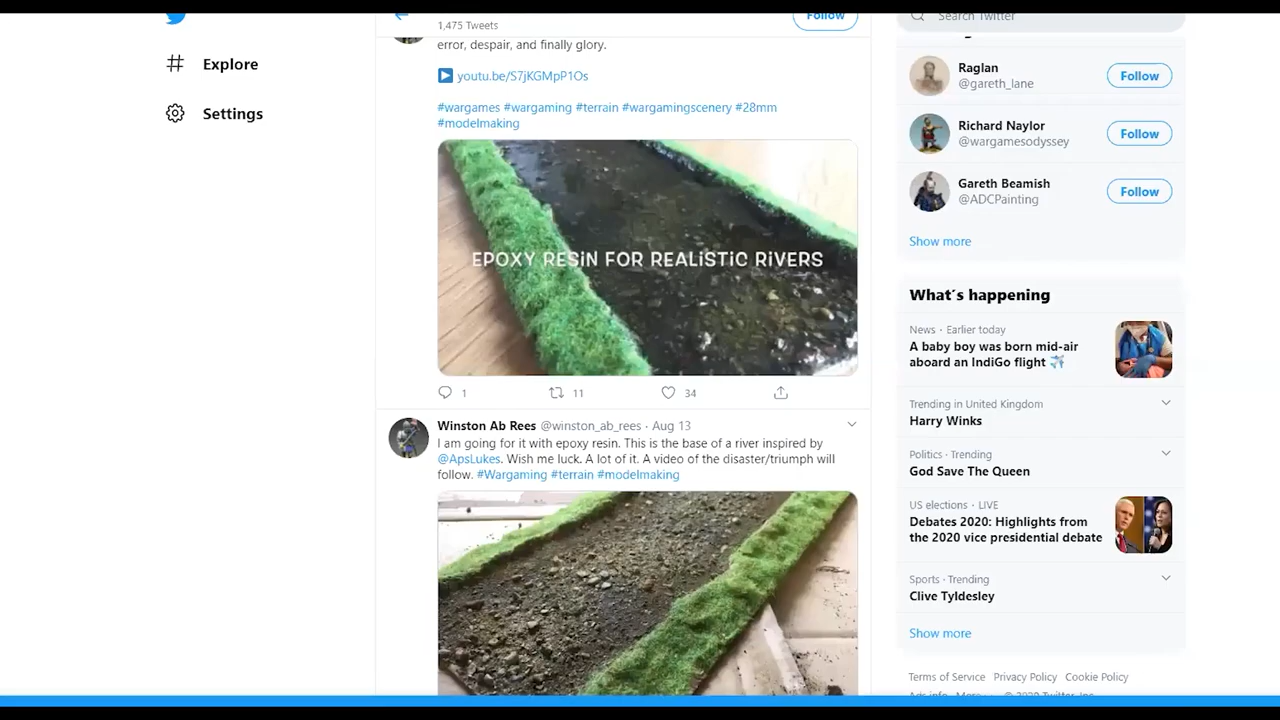 Explore
Settings
1,475 Tweets
Follow
error, despair, and finally glory.
youtu.be/S7jKGMpP1Os
#wargames #wargaming #terrain #wargamingscenery #28mm
#modelmaking
EPOXY RESIN FOR REALISTIC RIVERS
1
11
34
Winston Ab Rees @winston_ab_rees · Aug 13
I am going for it with epoxy resin. This is the base of a river inspired by
@ApsLukes. Wish me luck. A lot of it. A video of the disaster/triumph will
follow. #Wargaming #terrain #modelmaking
Search Twitter
Raglan
@gareth_lane
Follow
Richard Naylor
@wargamesodyssey
Follow
Gareth Beamish
@ADCPainting
Follow
Show more
What´s happening
News · Earlier today
A baby boy was born mid-air
aboard an IndiGo flight
Trending in United Kingdom
Harry Winks
Politics · Trending
God Save The Queen
US elections · LIVE
Debates 2020: Highlights from
the 2020 vice presidential debate
Sports · Trending
Clive Tyldesley
Show more
Terms of Service Privacy Policy Cookie Policy
Ads info More © 2020 Twitter, Inc.